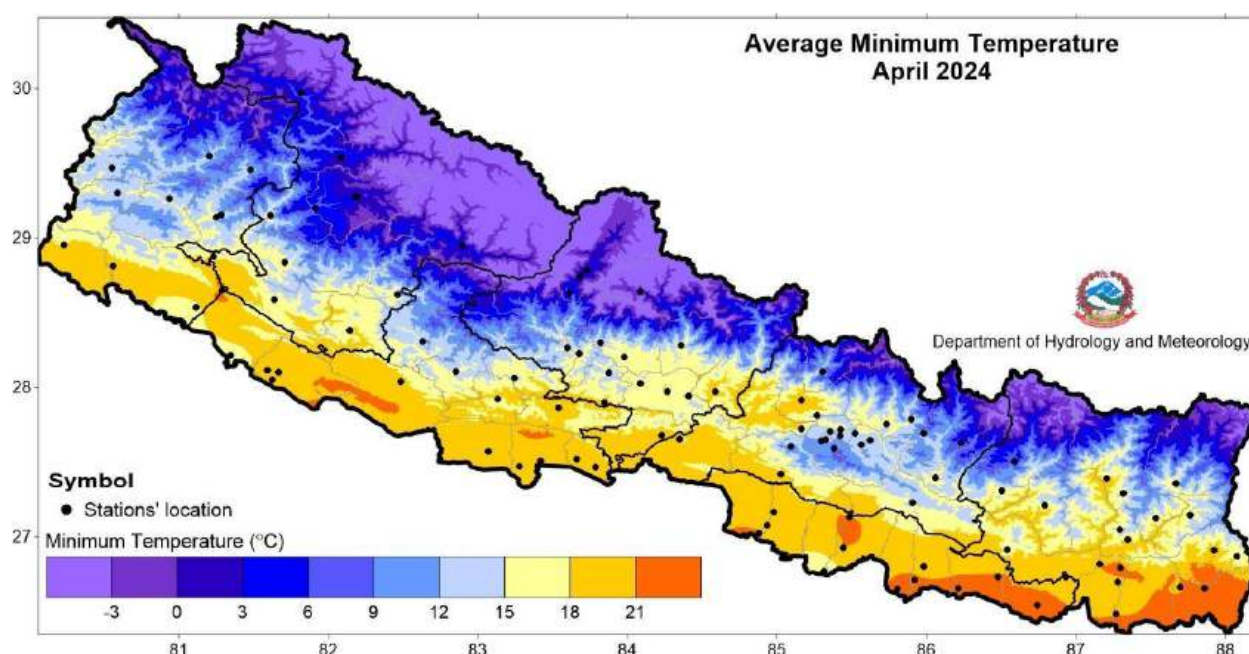 Average Minimum Temperature
April 2024
30
29
28
27
Department of Hydrology and Meteorology
Symbol
Stations' location
Minimum Temperature (°C)
-3 0 3 6 9 12 15 18 21
81 82 83 84 85 86 87 88